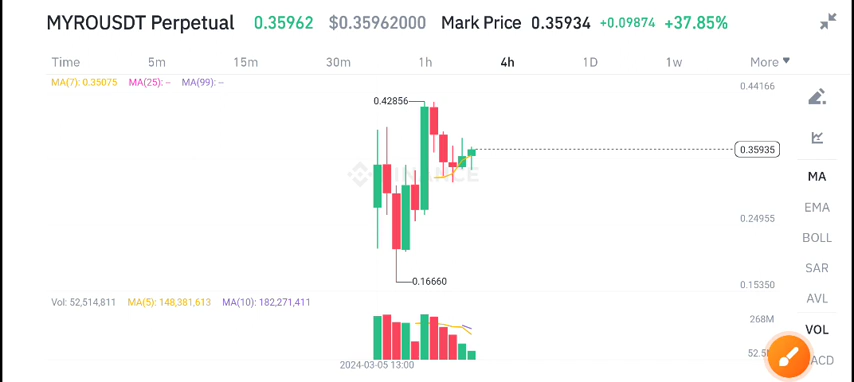 MYROUSDT Perpetual 0.35962 $0.35962000 Mark Price 0.35934 +0.09874 +37.85%
Time 5m 15m 30m 1h 4h 1D 1w More
MA(7): 0.35075 MA(25): – MA(99): –
0.44166
0.42856
0.35935
BINANCE
MA
EMA
0.24955
BOLL
SAR
0.16660
0.15350
AVL
Vol: 52,514,811 MA(5): 148,381,613 MA(10): 182,271,411
268M
VOL
2024-03-05 13:00